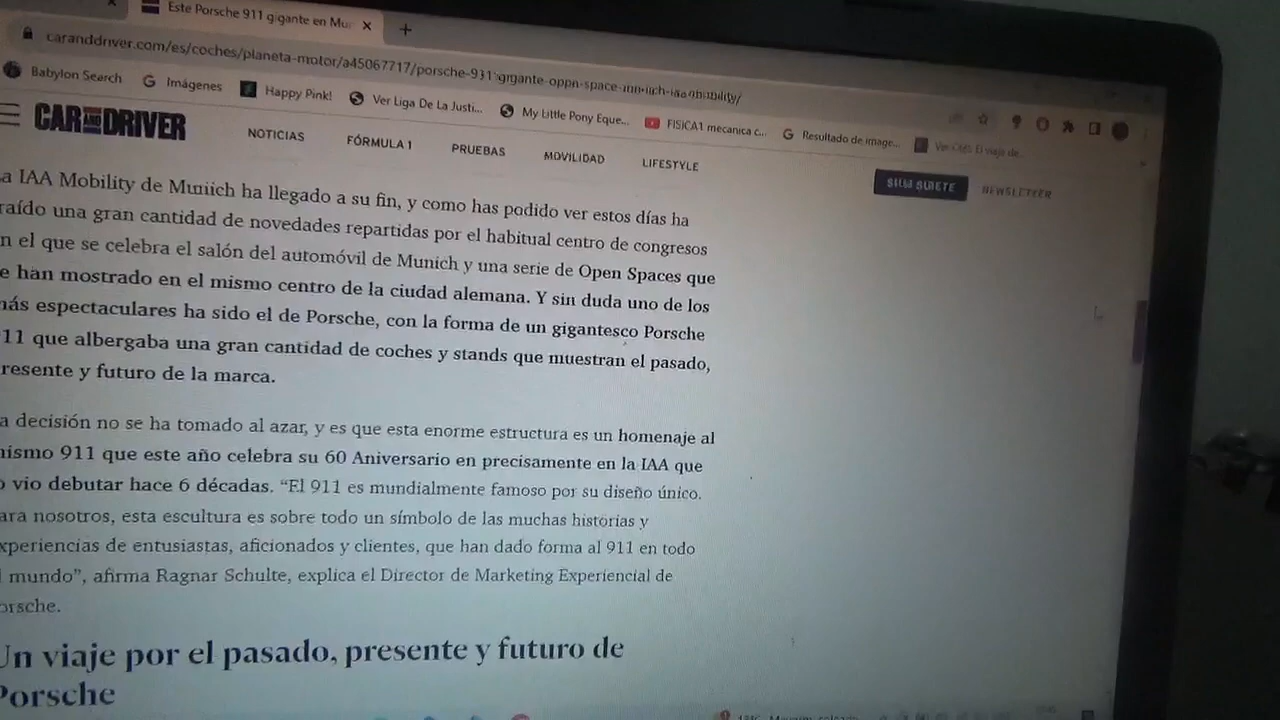 Este Porsche 911 gigante en Mu
caranddriver.com/es/coches/planeta-motor/a45067717/
Babylon Search Imágenes Happy Pink! Ver Liga De La Justi... My Little Pony Eque... FISICA1 mecanica c... Resultado de image...
CAR AND DRIVER NOTICIAS FÓRMULA 1 PRUEBAS MOVILIDAD LIFESTYLE NEWSLETTER
a IAA Mobility de Munich ha llegado a su fin, y como has podido ver estos días ha
raído una gran cantidad de novedades repartidas por el habitual centro de congresos
n el que se celebra el salón del automóvil de Munich y una serie de Open Spaces que
e han mostrado en el mismo centro de la ciudad alemana. Y sin duda uno de los
más espectaculares ha sido el de Porsche, con la forma de un gigantesco Porsche
11 que albergaba una gran cantidad de coches y stands que muestran el pasado,
resente y futuro de la marca.
a decisión no se ha tomado al azar, y es que esta enorme estructura es un homenaje al
nismo 911 que este año celebra su 60 Aniversario en precisamente en la IAA que
o vio debutar hace 6 décadas. “El 911 es mundialmente famoso por su diseño único.
ara nosotros, esta escultura es sobre todo un símbolo de las muchas historias y
xperiencias de entusiastas, aficionados y clientes, que han dado forma al 911 en todo
l mundo”, afirma Ragnar Schulte, explica el Director de Marketing Experiencial de
orsche.
Un viaje por el pasado, presente y futuro de
Porsche